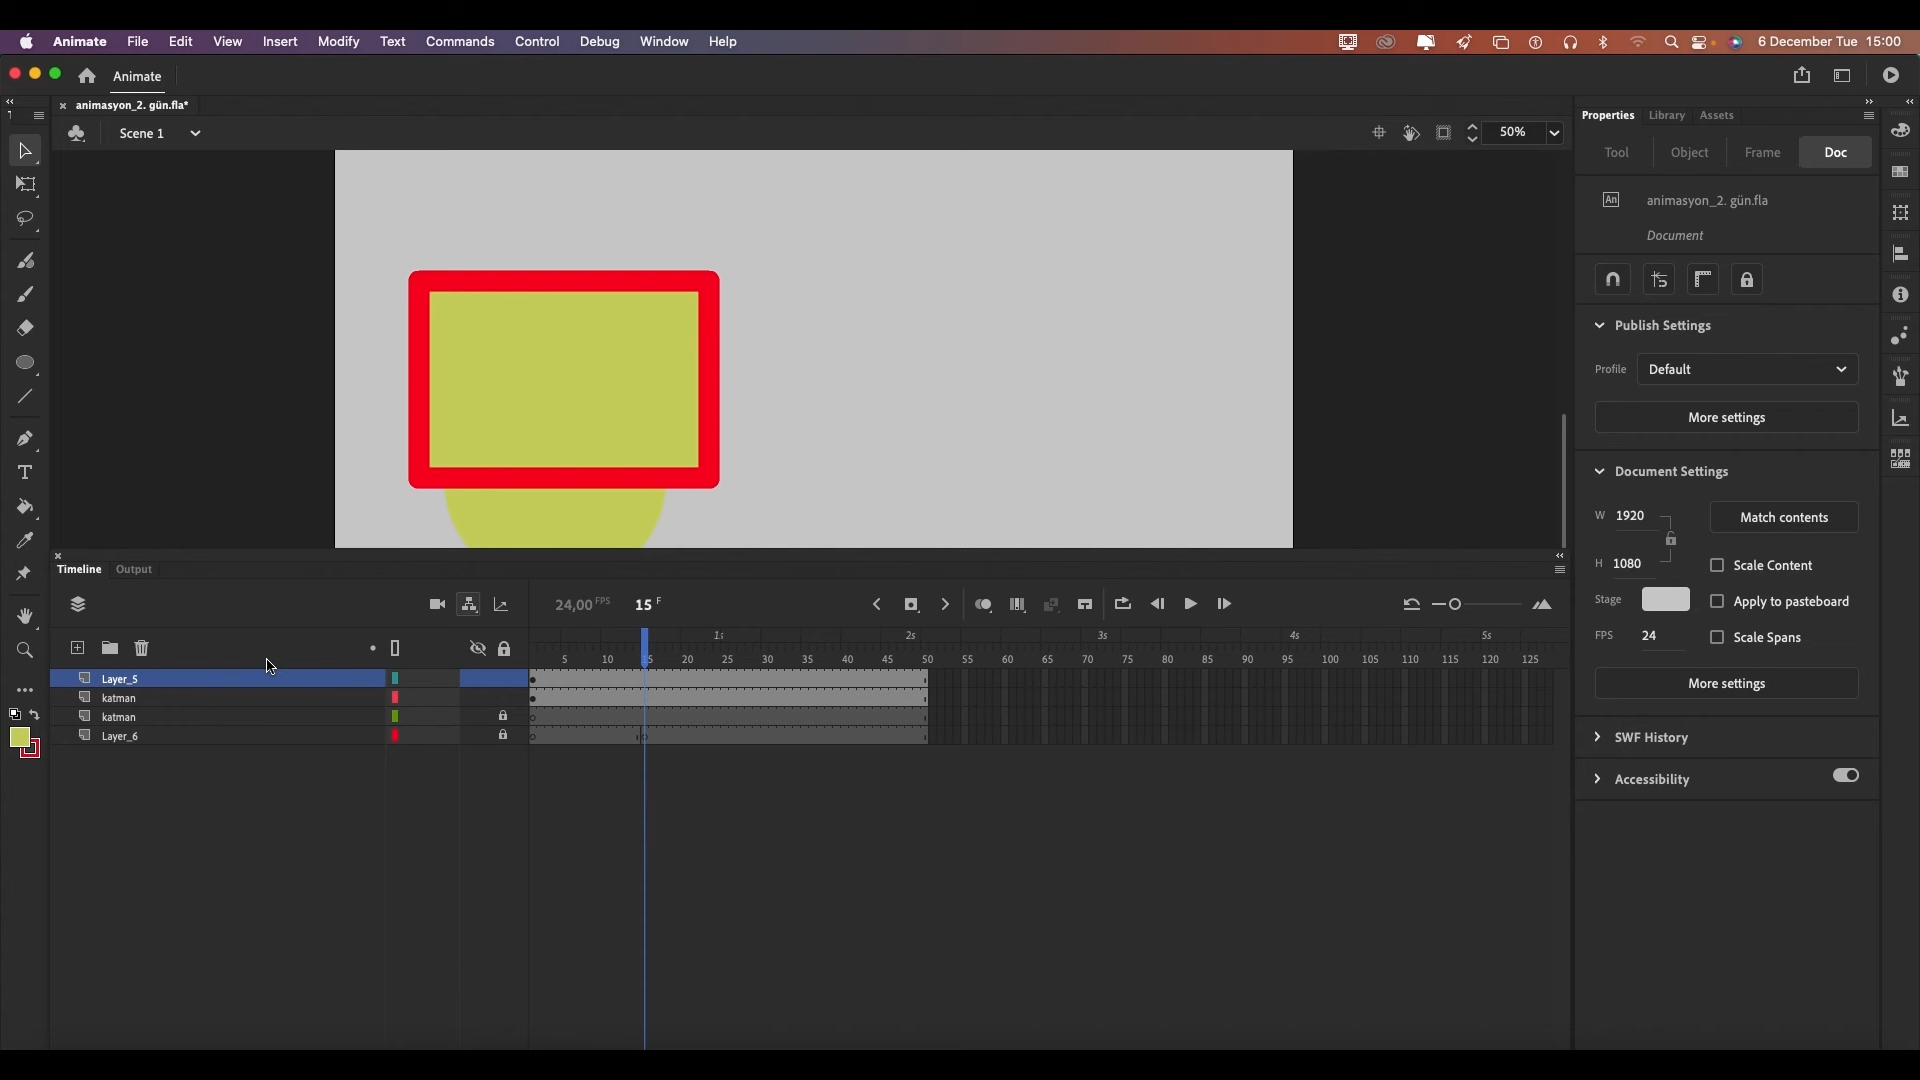 Animate File Edit View Insert Modify Text Commands Control Debug Window Help 6 December Tue 15:00
Animate
animasyon_2. gün.fla*
Scene 1
50%
Properties Library Assets
Tool Object Frame Doc
An animasyon_2. gün.fla
Document
Publish Settings
Profile Default
More settings
Document Settings
W 1920
Match contents
H 1080
Scale Content
Stage
Apply to pasteboard
FPS 24
Scale Spans
More settings
SWF History
Accessibility
Timeline Output
24,00 FPS 15 F
1s 2s 3s 4s 5s
5 10 15 20 25 30 35 40 45 50 55 60 65 70 75 80 85 90 95 100 105 110 115 120 125
Layer_5
katman
katman
Layer_6